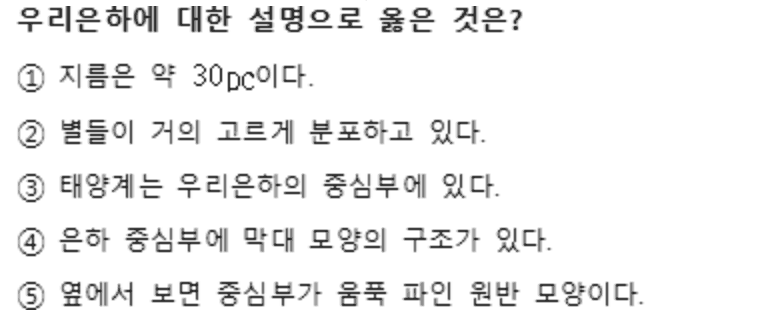 우리은하에 대한 설명으로 옳은 것은?
① 지름은 약 30pc이다.
② 별들이 거의 고르게 분포하고 있다.
③ 태양계는 우리은하의 중심부에 있다.
④ 은하 중심부에 막대 모양의 구조가 있다.
⑤ 옆에서 보면 중심부가 움푹 파인 원반 모양이다.